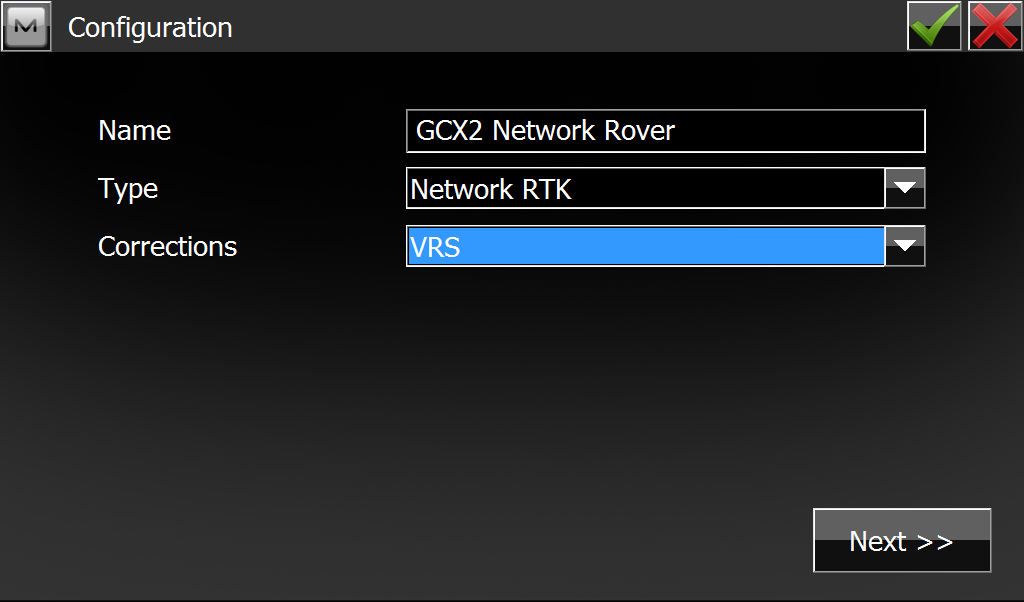 M Configuration
Name GCX2 Network Rover
Type Network RTK
Corrections VRS
Next >>